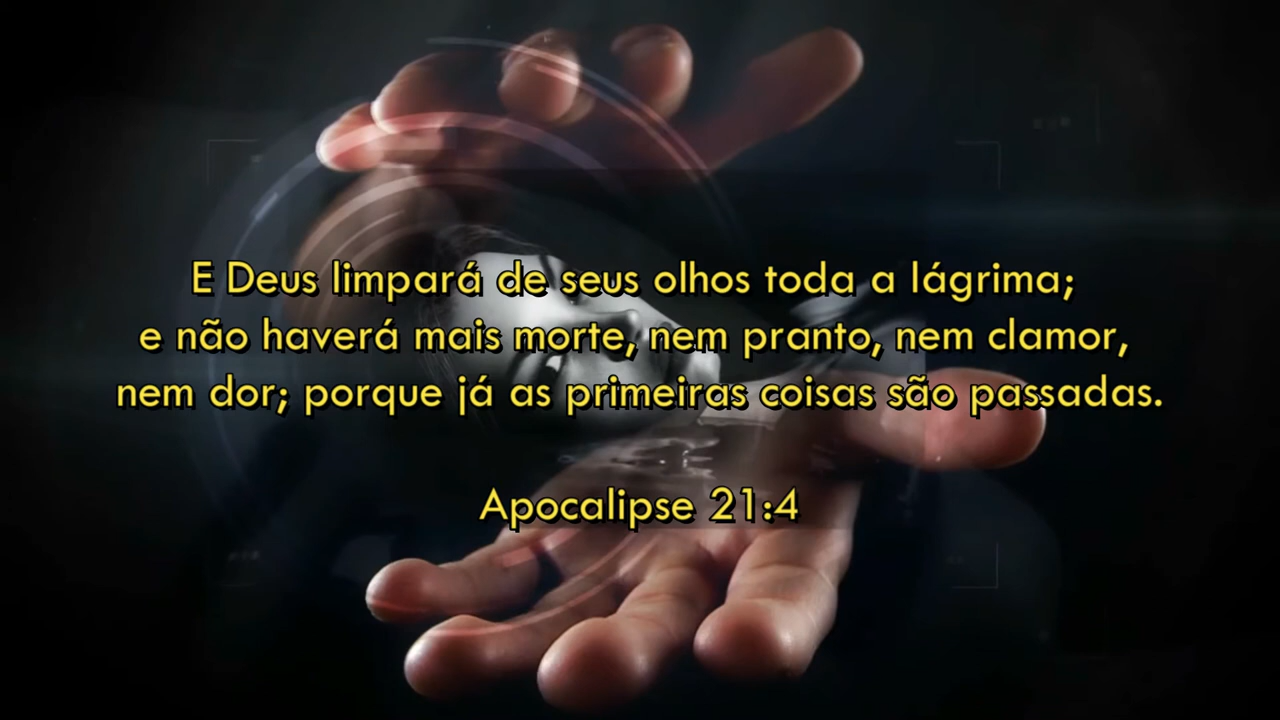 E Deus limpará de seus olhos toda a lágrima;
e não haverá mais morte, nem pranto, nem clamor,
nem dor; porque já as primeiras coisas são passadas.
Apocalipse 21:4